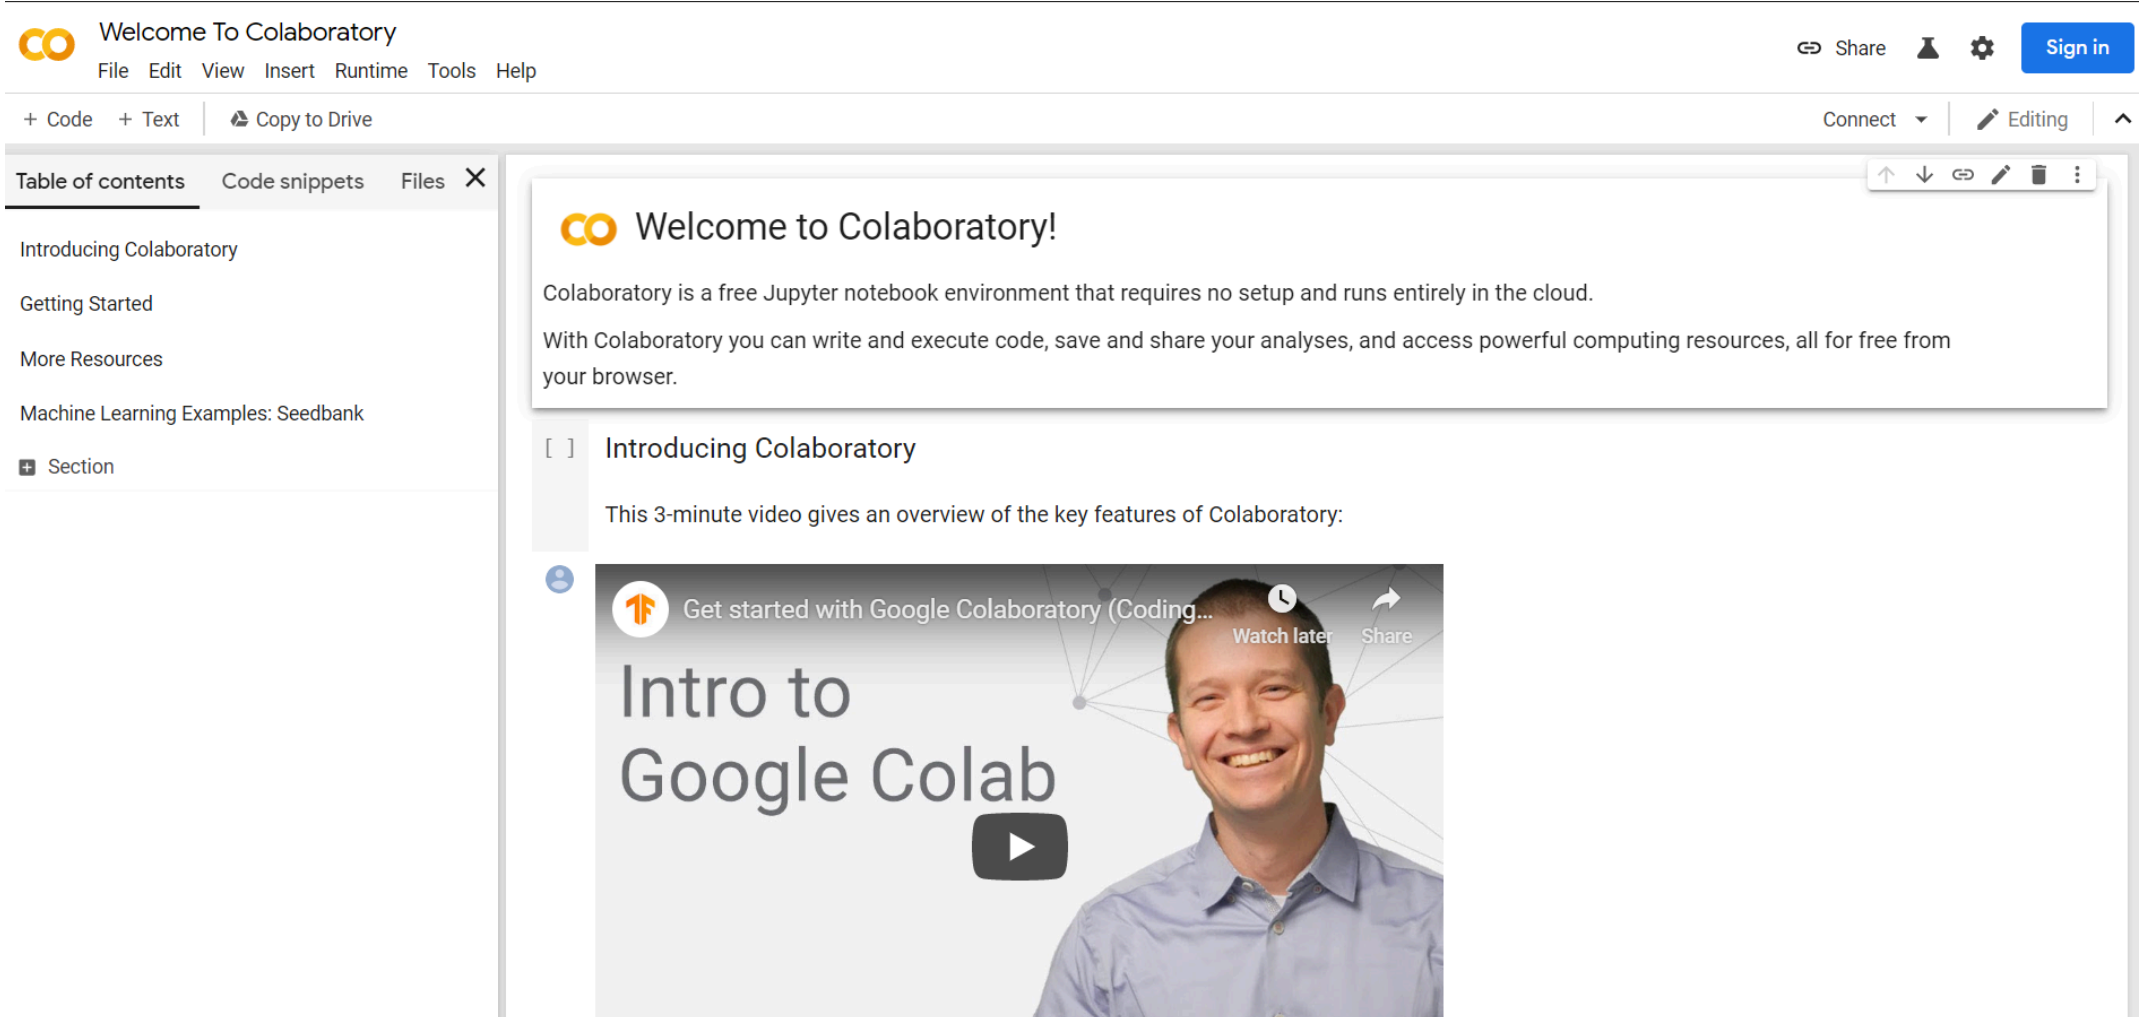 Welcome To Colaboratory
File Edit View Insert Runtime Tools Help
Share
Sign in
+ Code + Text Copy to Drive
Connect
Editing
Table of contents Code snippets Files
Introducing Colaboratory
Getting Started
More Resources
Machine Learning Examples: Seedbank
Section
CO Welcome to Colaboratory!
Colaboratory is a free Jupyter notebook environment that requires no setup and runs entirely in the cloud.
With Colaboratory you can write and execute code, save and share your analyses, and access powerful computing resources, all for free from
your browser.
[ ] Introducing Colaboratory
This 3-minute video gives an overview of the key features of Colaboratory:
Get started with Google Colaboratory (Coding...
Watch later Share
Intro to
Google Colab